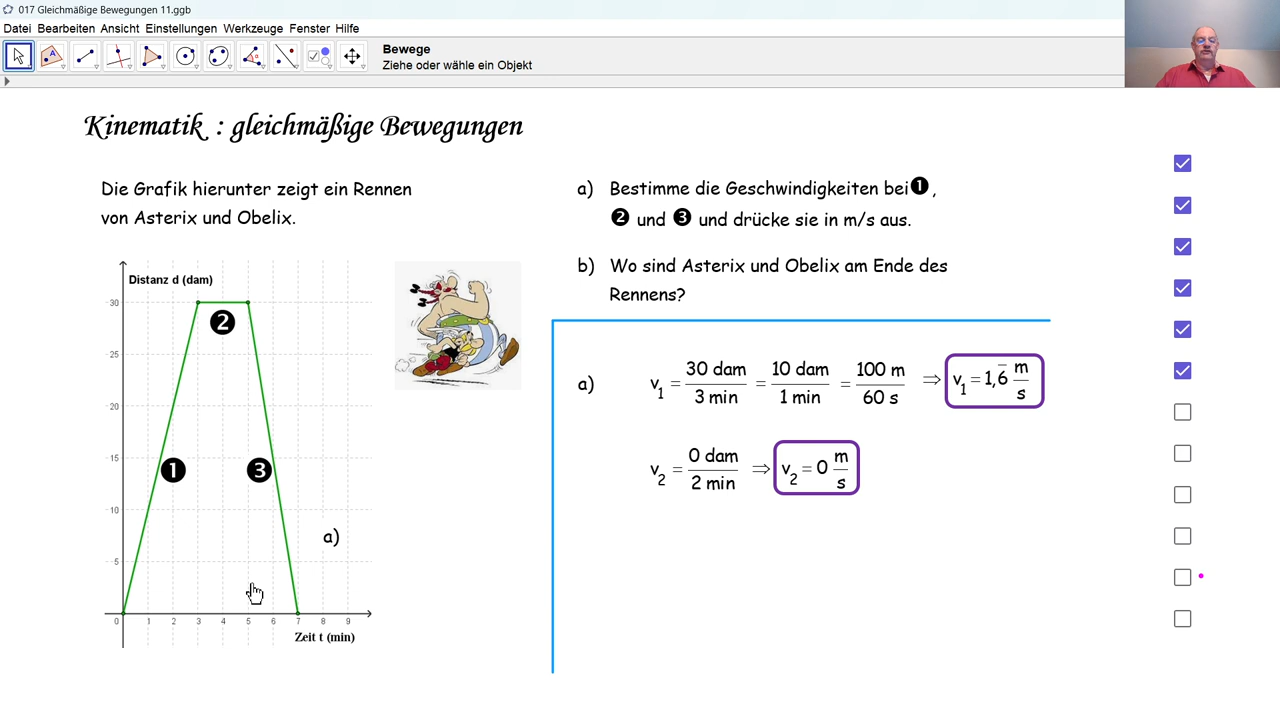 017 Gleichmäßige Bewegungen 11.ggb
Datei Bearbeiten Ansicht Einstellungen Werkzeuge Fenster Hilfe
Bewege
Ziehe oder wähle ein Objekt
Kinematik : gleichmäßige Bewegungen
Die Grafik hierunter zeigt ein Rennen
von Asterix und Obelix.
a) Bestimme die Geschwindigkeiten bei ❶,
❷ und ❸ und drücke sie in m/s aus.
b) Wo sind Asterix und Obelix am Ende des
Rennens?
Distanz d (dam)
30
25
20
15
10
5
0 1 2 3 4 5 6 7 8 9
Zeit t (min)
❷
❶ ❸
a)
a) v₁ = 30 dam / 3 min = 10 dam / 1 min = 100 m / 60 s ⇒ v₁ = 1,6̅ m/s
v₂ = 0 dam / 2 min ⇒ v₂ = 0 m/s